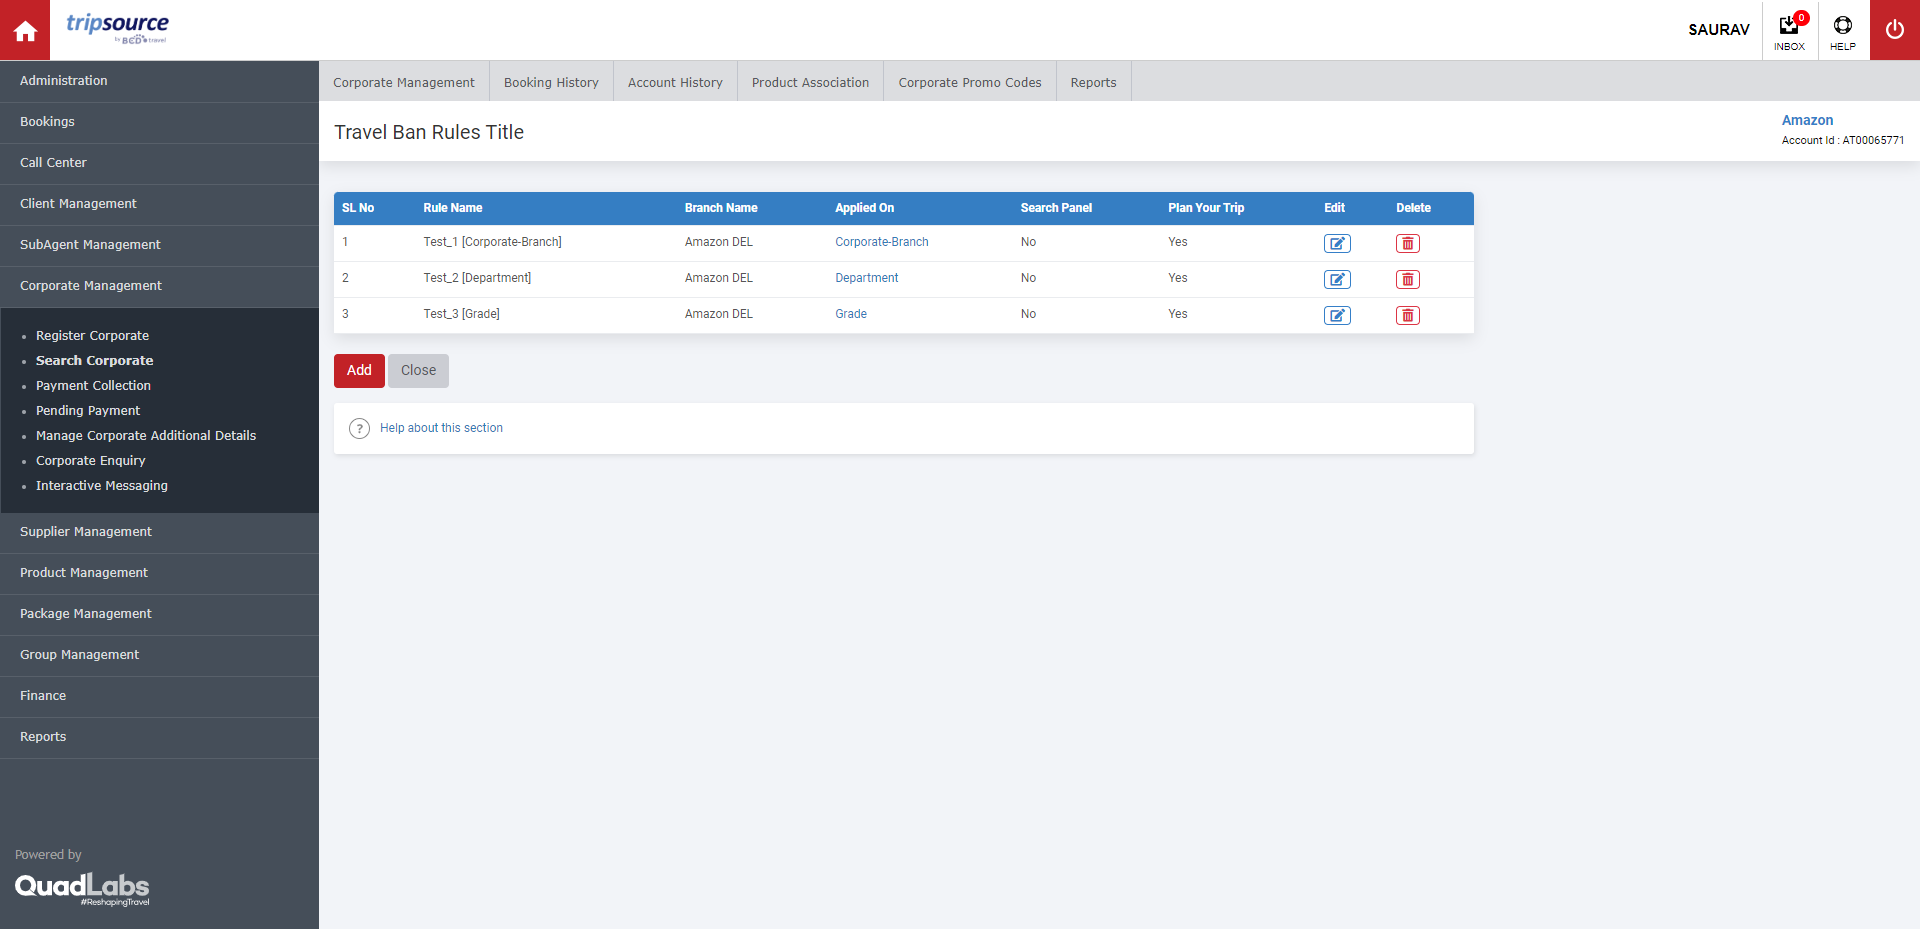 tripsource
by BCD travel
SAURAV
0
INBOX
HELP
Administration
Bookings
Call Center
Client Management
SubAgent Management
Corporate Management
Register Corporate
Search Corporate
Payment Collection
Pending Payment
Manage Corporate Additional Details
Corporate Enquiry
Interactive Messaging
Supplier Management
Product Management
Package Management
Group Management
Finance
Reports
Powered by
QuadLabs
#ReshapingTravel
Corporate Management Booking History Account History Product Association Corporate Promo Codes Reports
Travel Ban Rules Title
Amazon
Account Id : AT00065771
SL No Rule Name Branch Name Applied On Search Panel Plan Your Trip Edit Delete
1 Test_1 [Corporate-Branch] Amazon DEL Corporate-Branch No Yes
2 Test_2 [Department] Amazon DEL Department No Yes
3 Test_3 [Grade] Amazon DEL Grade No Yes
Add Close
? Help about this section